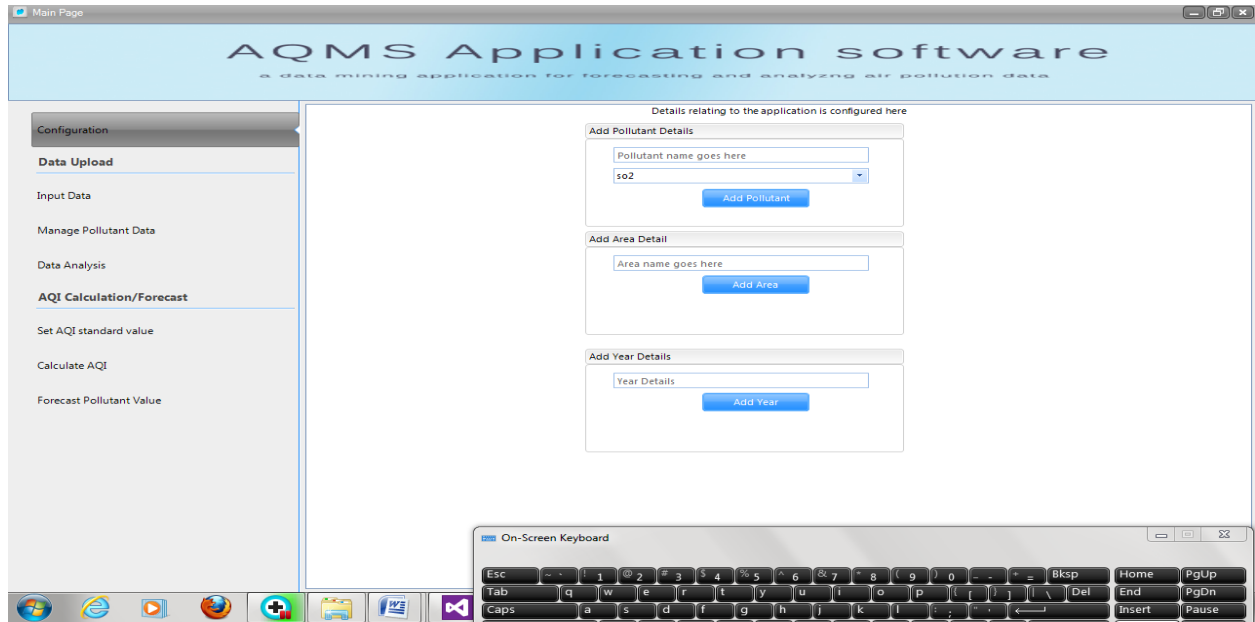 Main Page
AQMS Application software
a data mining application for forecasting and analyzng air pollution data
Configuration
Data Upload
Input Data
Manage Pollutant Data
Data Analysis
AQI Calculation/Forecast
Set AQI standard value
Calculate AQI
Forecast Pollutant Value
Details relating to the application is configured here
Add Pollutant Details
Pollutant name goes here
so2
Add Pollutant
Add Area Detail
Area name goes here
Add Area
Add Year Details
Year Details
Add Year
On-Screen Keyboard
Esc ~ ` ! 1 @ 2 # 3 $ 4 % 5 ^ 6 & 7 * 8 ( 9 ) 0 _ - + = Bksp Home PgUp
Tab q w e r t y u i o p { [ } ] | \ Del End PgDn
Caps a s d f g h j k l : ; " ' Insert Pause